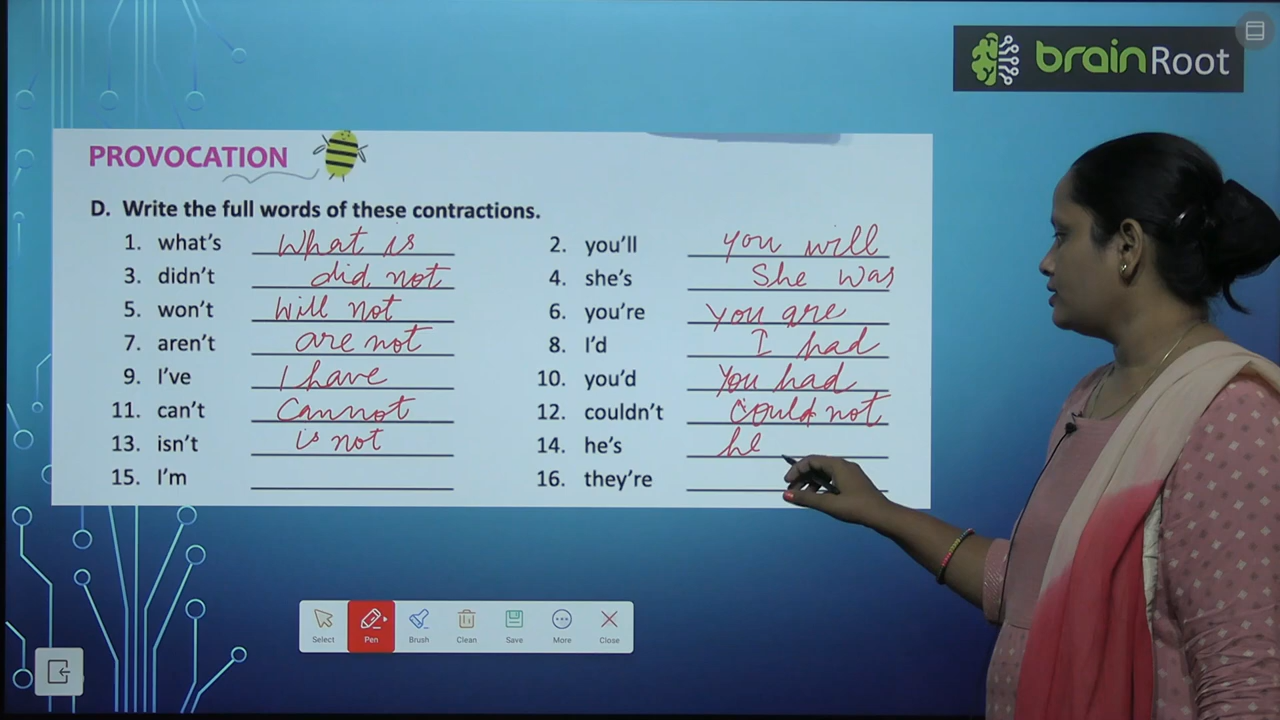 brainRoot
PROVOCATION
D. Write the full words of these contractions.
1. what's What is 2. you'll you will
3. didn't did not 4. she's She was
5. won't Will not 6. you're you are
7. aren't are not 8. I'd I had
9. I've I have 10. you'd You had
11. can't Cannot 12. couldn't could not
13. isn't is not 14. he's he
15. I'm 16. they're
Select Pen Brush Clean Save More Close